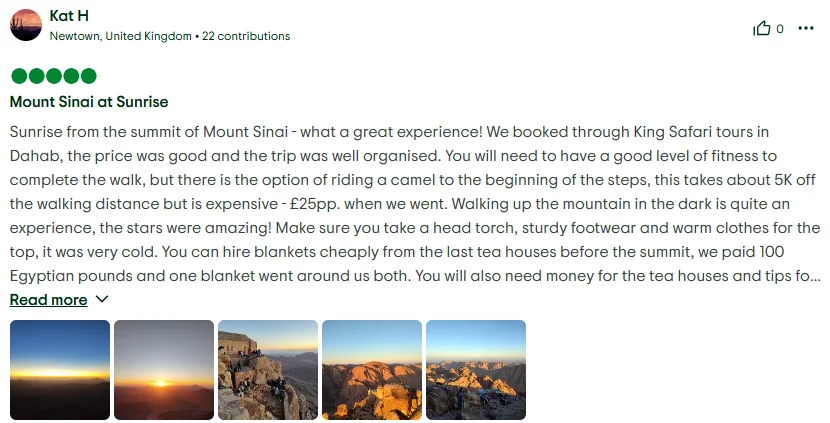 Kat H
Newtown, United Kingdom • 22 contributions
0
Mount Sinai at Sunrise
Sunrise from the summit of Mount Sinai - what a great experience! We booked through King Safari tours in
Dahab, the price was good and the trip was well organised. You will need to have a good level of fitness to
complete the walk, but there is the option of riding a camel to the beginning of the steps, this takes about 5K off
the walking distance but is expensive - £25pp. when we went. Walking up the mountain in the dark is quite an
experience, the stars were amazing! Make sure you take a head torch, sturdy footwear and warm clothes for the
top, it was very cold. You can hire blankets cheaply from the last tea houses before the summit, we paid 100
Egyptian pounds and one blanket went around us both. You will also need money for the tea houses and tips fo...
Read more